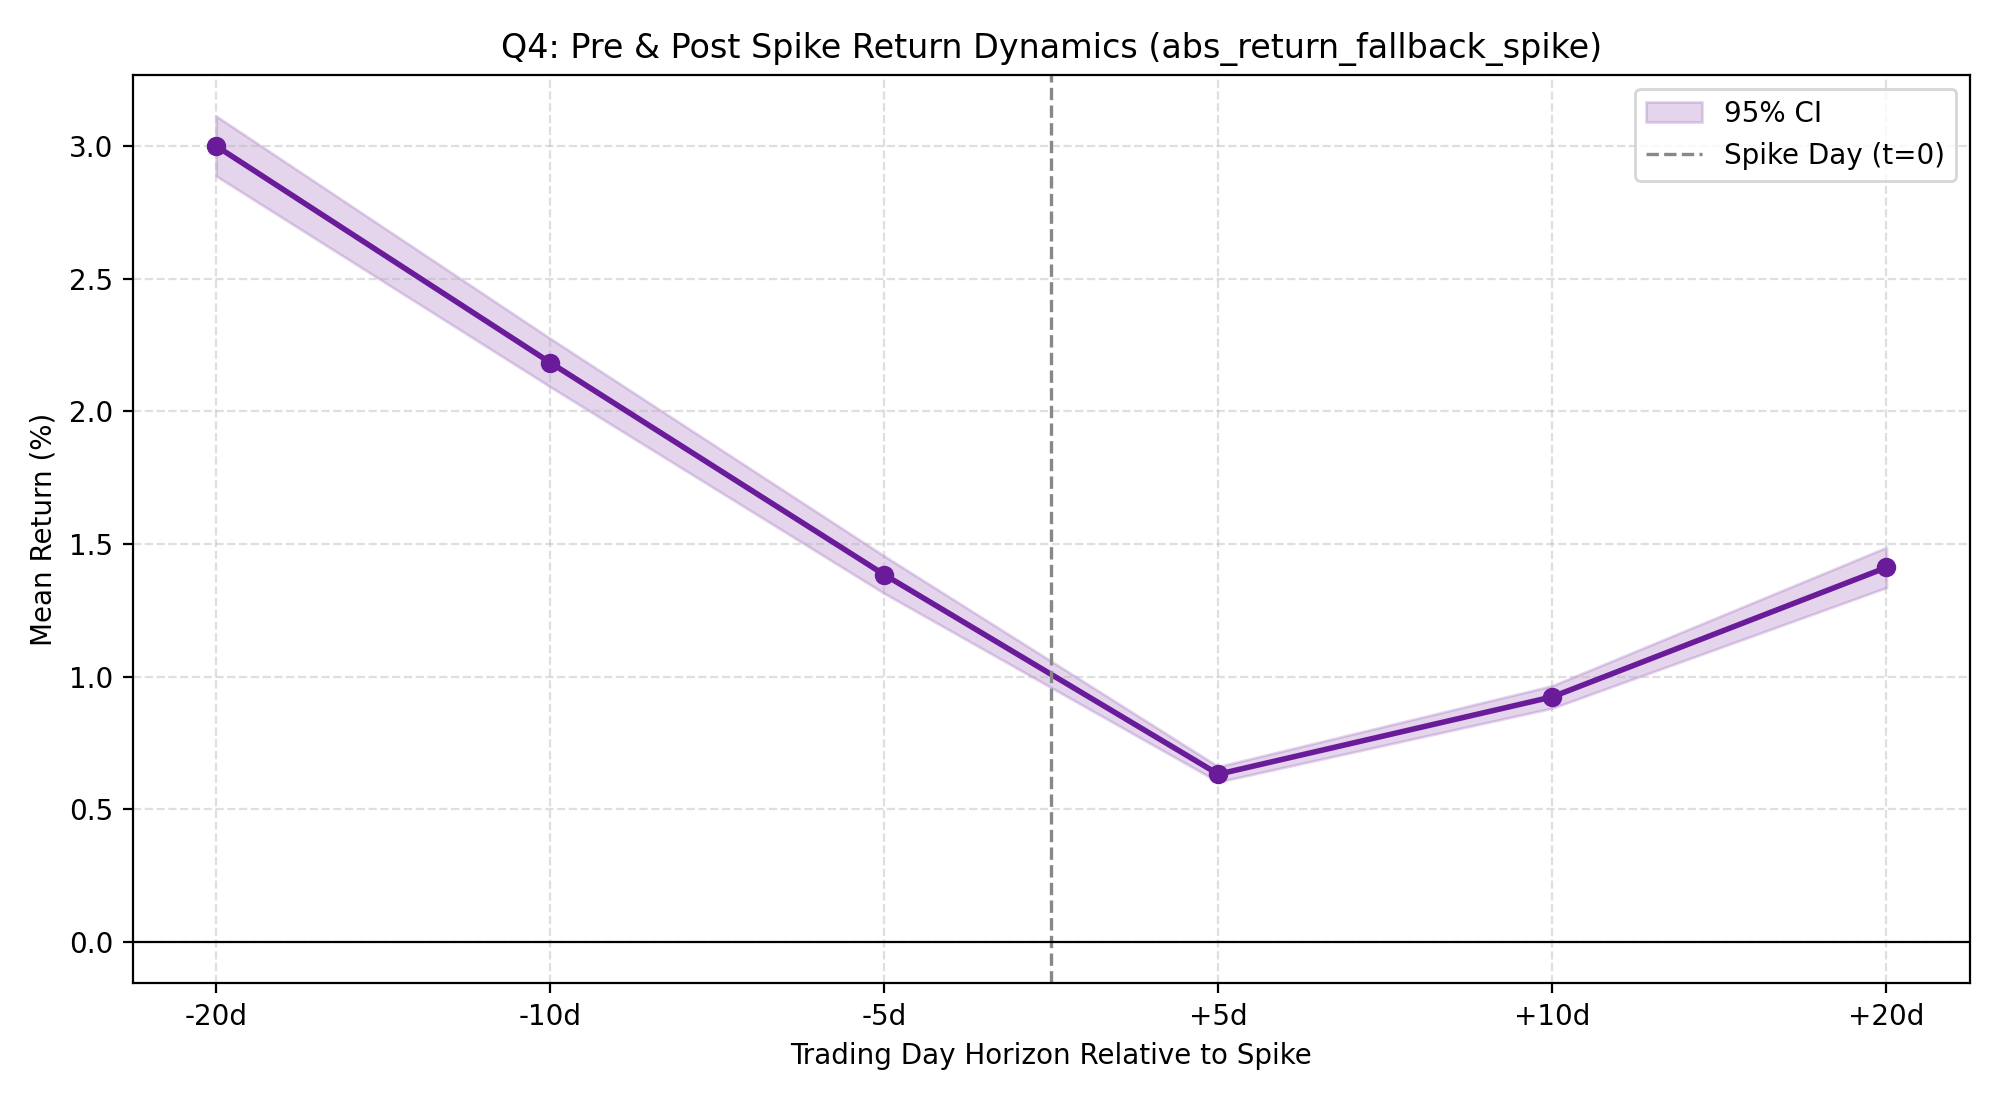 Q4: Pre & Post Spike Return Dynamics (abs_return_fallback_spike)
95% CI
Spike Day (t=0)
Mean Return (%)
3.0
2.5
2.0
1.5
1.0
0.5
0.0
-20d
-10d
-5d
+5d
+10d
+20d
Trading Day Horizon Relative to Spike